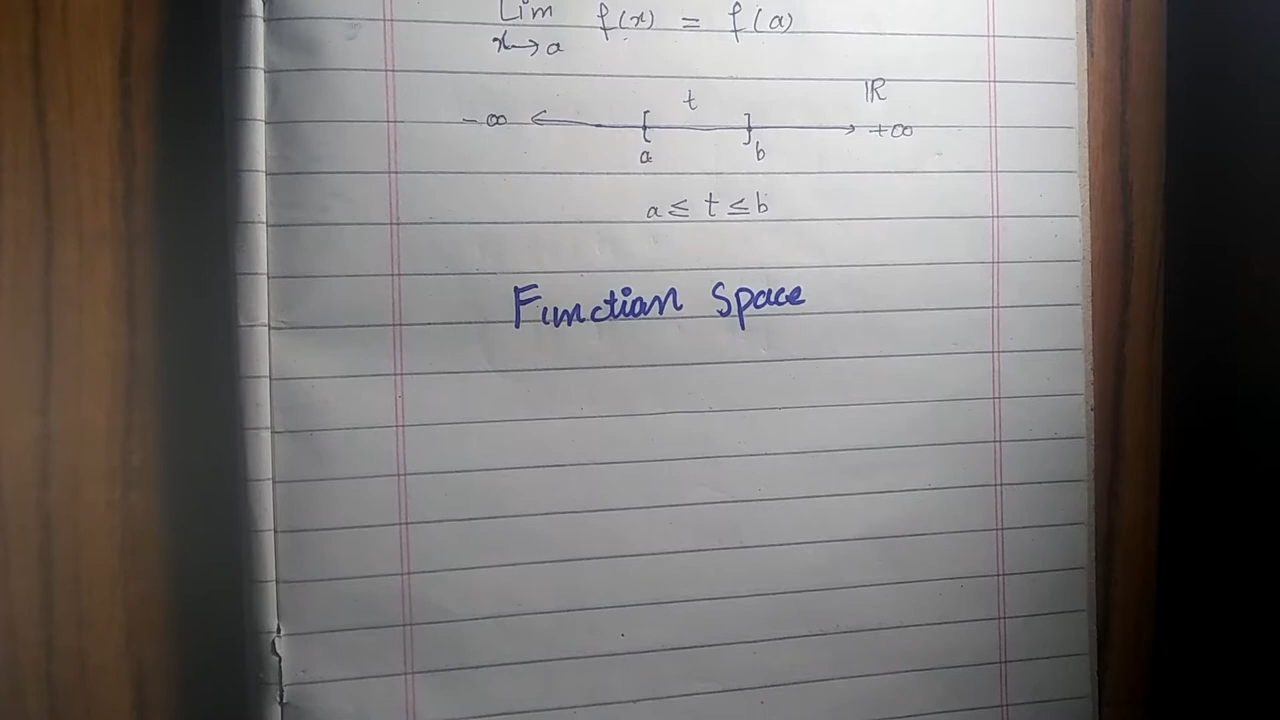 Lim f(x) = f(a)
x→a
t IR
-∞ +∞
a b
a ≤ t ≤ b
Function Space